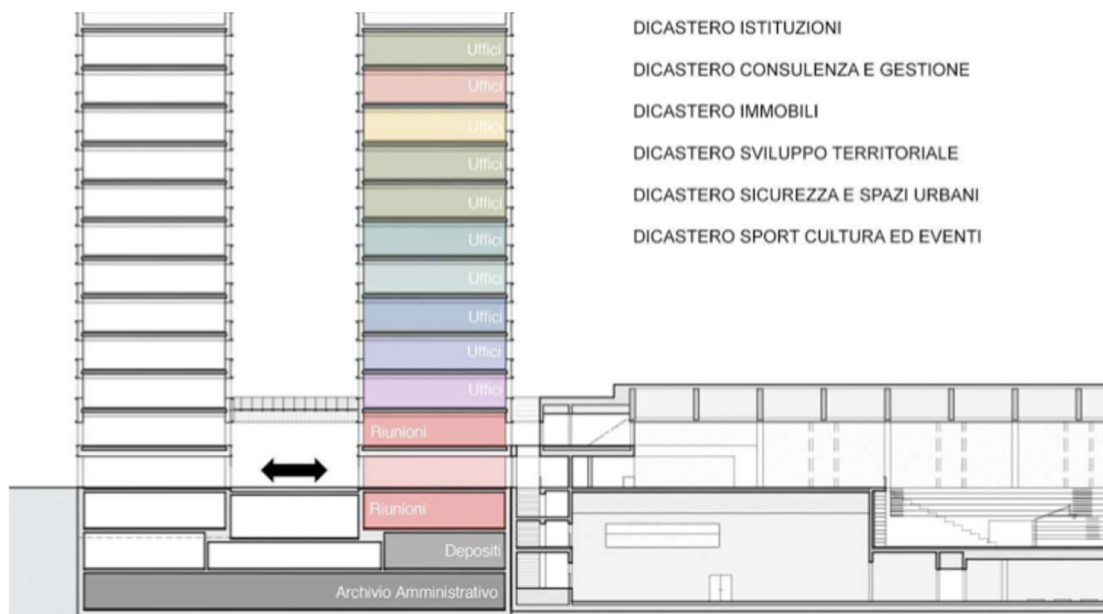 DICASTERO ISTITUZIONI
DICASTERO CONSULENZA E GESTIONE
DICASTERO IMMOBILI
DICASTERO SVILUPPO TERRITORIALE
DICASTERO SICUREZZA E SPAZI URBANI
DICASTERO SPORT CULTURA ED EVENTI
Uffici
Uffici
Uffici
Uffici
Uffici
Uffici
Uffici
Uffici
Uffici
Uffici
Riunioni
Riunioni
Depositi
Archivio Amministrativo